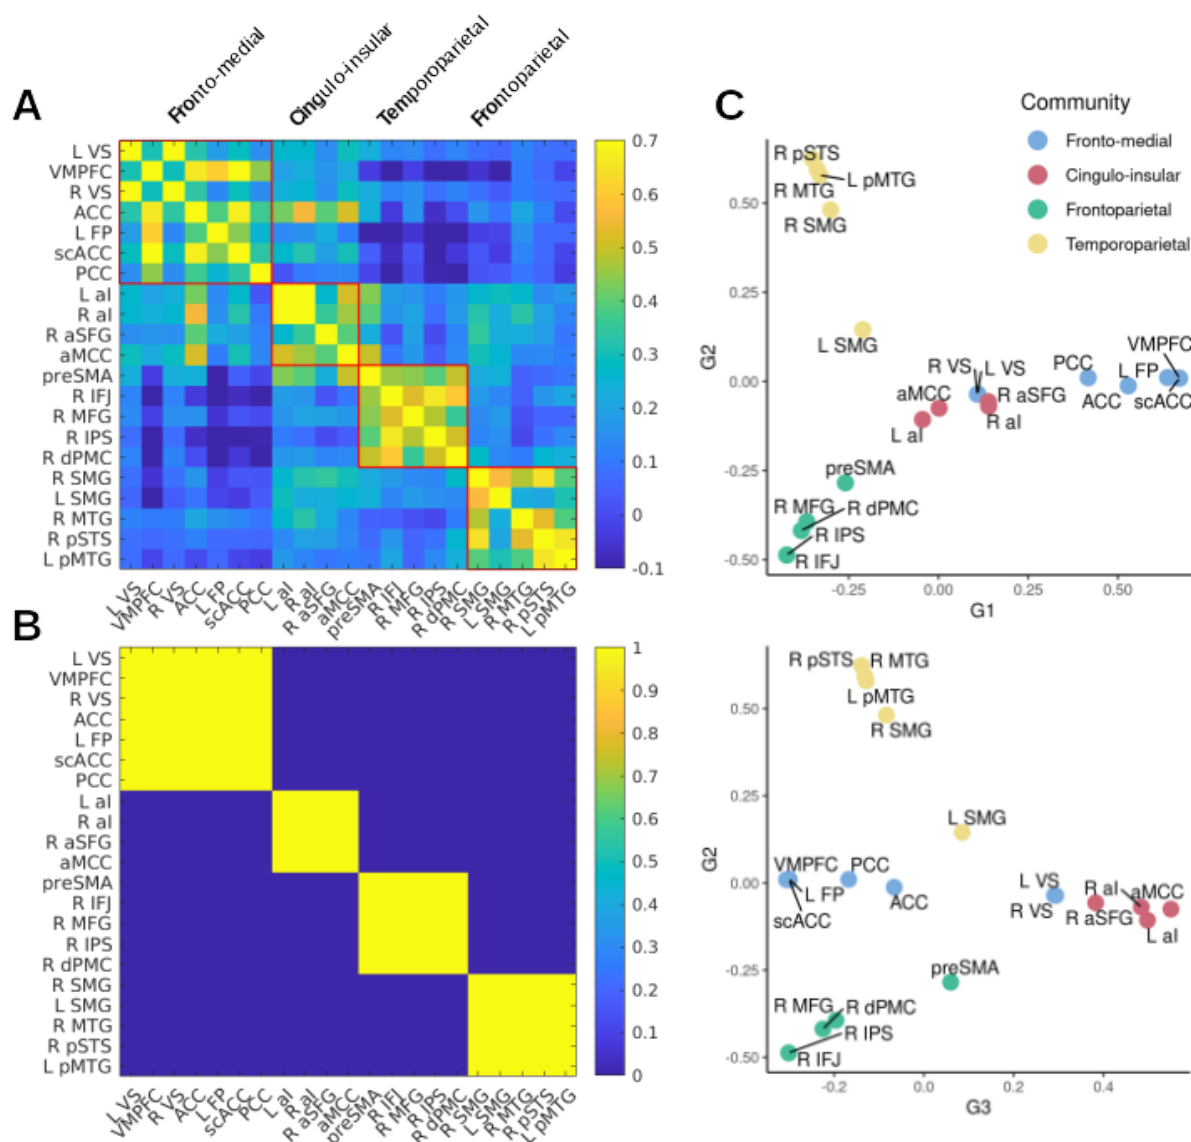 Fronto-medial
Cingulo-insular
Temporoparietal
Frontoparietal
A
L VS
VMPFC
R VS
ACC
L FP
scACC
PCC
L aI
R aI
R aSFG
aMCC
preSMA
R IFJ
R MFG
R IPS
R dPMC
R SMG
L SMG
R MTG
R pSTS
L pMTG
0.7
0.6
0.5
0.4
0.3
0.2
0.1
0
-0.1
L VS
VMPFC
R VS
ACC
L FP
scACC
PCC
L aI
R aI
R aSFG
aMCC
preSMA
R IFJ
R MFG
R IPS
R dPMC
R SMG
L SMG
R MTG
R pSTS
L pMTG
B
L VS
VMPFC
R VS
ACC
L FP
scACC
PCC
L aI
R aI
R aSFG
aMCC
preSMA
R IFJ
R MFG
R IPS
R dPMC
R SMG
L SMG
R MTG
R pSTS
L pMTG
1
0.9
0.8
0.7
0.6
0.5
0.4
0.3
0.2
0.1
0
L VS
VMPFC
R VS
ACC
L FP
scACC
PCC
L aI
R aI
R aSFG
aMCC
preSMA
R IFJ
R MFG
R IPS
R dPMC
R SMG
L SMG
R MTG
R pSTS
L pMTG
C
Community
Fronto-medial
Cingulo-insular
Frontoparietal
Temporoparietal
R pSTS
L pMTG
R MTG
R SMG
L SMG
VMPFC
R VS
L VS
PCC
L FP
aMCC
R aSFG
ACC
scACC
L aI
R aI
preSMA
R MFG
R dPMC
R IPS
R IFJ
0.50
0.25
0.00
-0.25
-0.50
G2
-0.25
0.00
0.25
0.50
G1
R pSTS
R MTG
L pMTG
R SMG
L SMG
VMPFC
PCC
L FP
ACC
scACC
L VS
R VS
R aI
aMCC
R aSFG
L aI
preSMA
R MFG
R dPMC
R IPS
R IFJ
0.50
0.25
0.00
-0.25
-0.50
G2
-0.2
0.0
0.2
0.4
G3